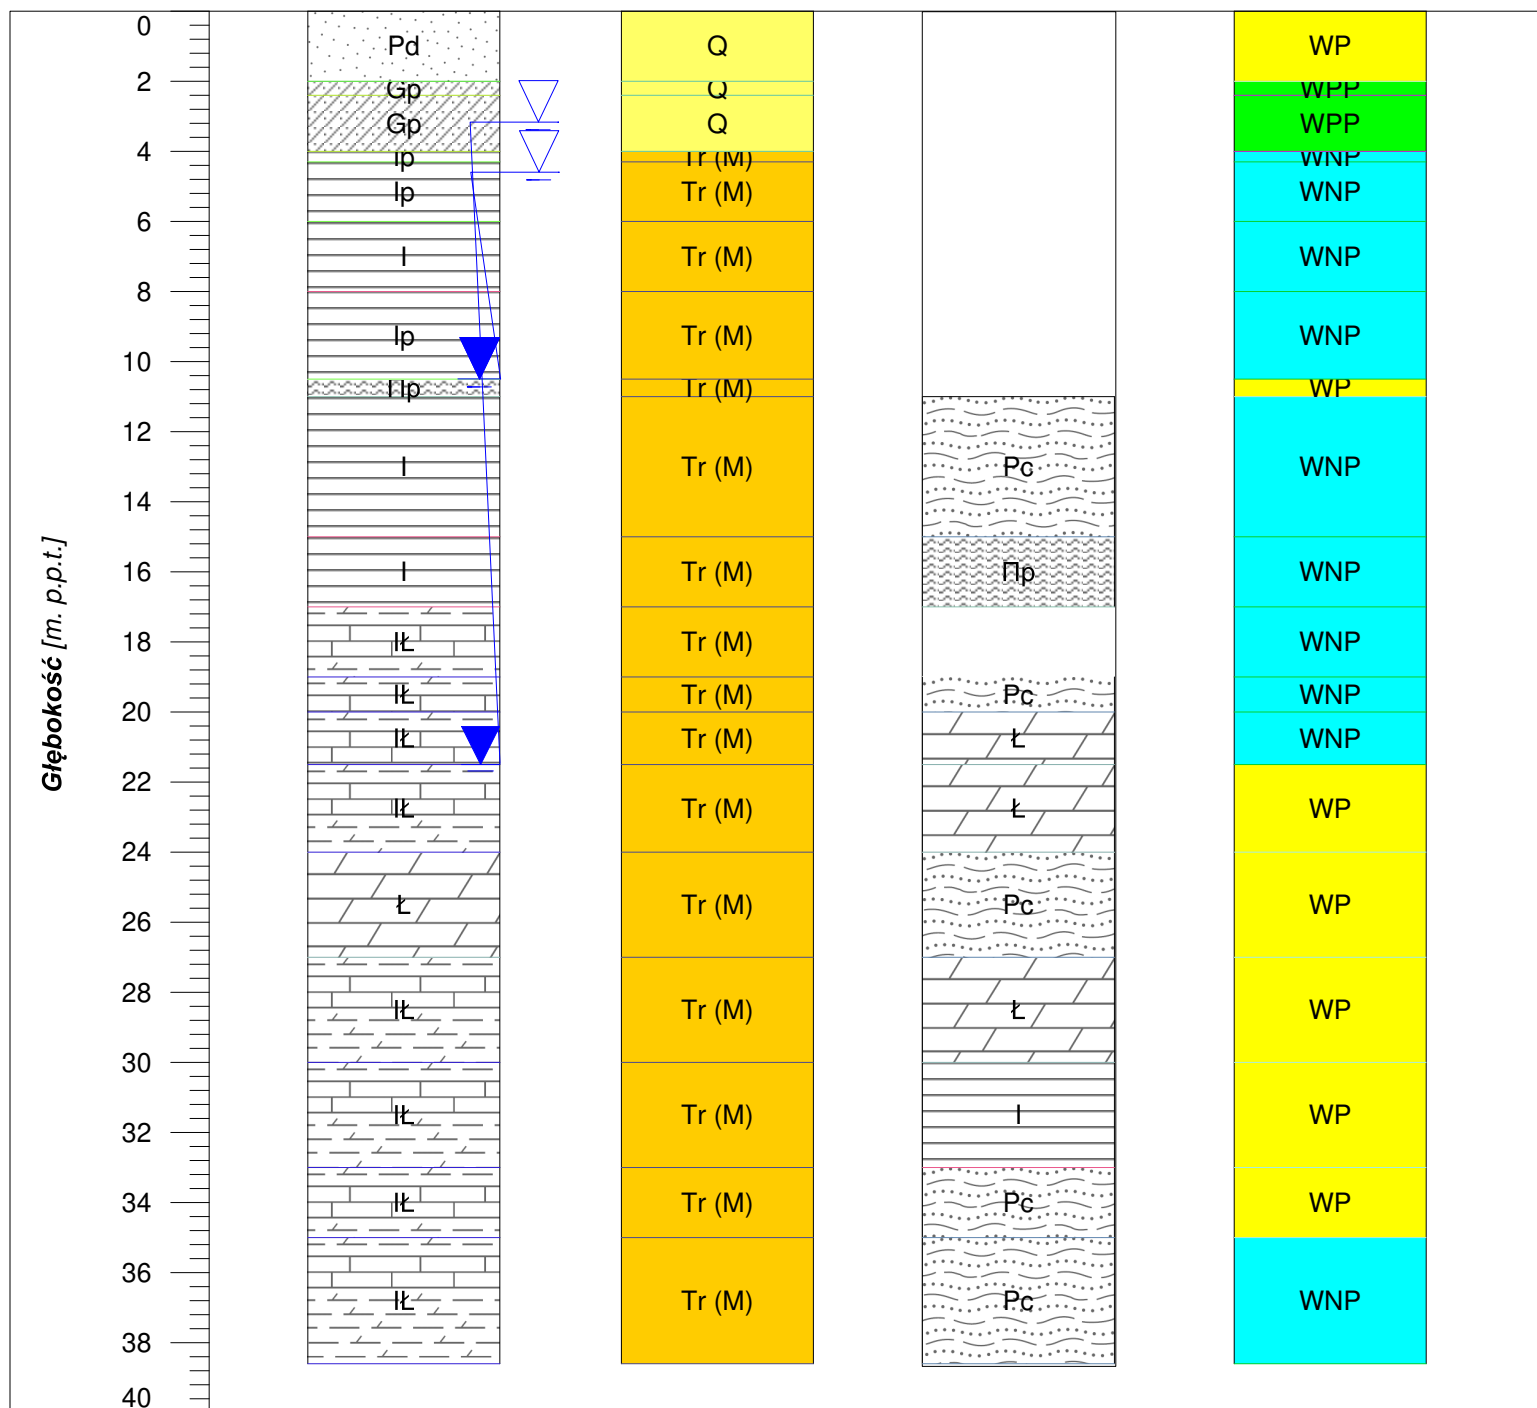 0
Pd
Q
WP
2
Gp
Q
WPP
Gp
Q
WPP
4
Ip
Tr (M)
WNP
Ip
Tr (M)
WNP
6
I
Tr (M)
WNP
8
Ip
Tr (M)
WNP
10
Πp
Tr (M)
WP
12
I
Tr (M)
Pc
WNP
14
16
I
Tr (M)
Πp
WNP
18
IŁ
Tr (M)
WNP
IŁ
Tr (M)
Pc
WNP
20
IŁ
Tr (M)
Ł
WNP
22
IŁ
Tr (M)
Ł
WP
24
Ł
Tr (M)
Pc
WP
26
28
IŁ
Tr (M)
Ł
WP
30
IŁ
Tr (M)
I
WP
32
34
IŁ
Tr (M)
Pc
WP
36
IŁ
Tr (M)
Pc
WNP
38
40
Głębokość [m. p.p.t.]